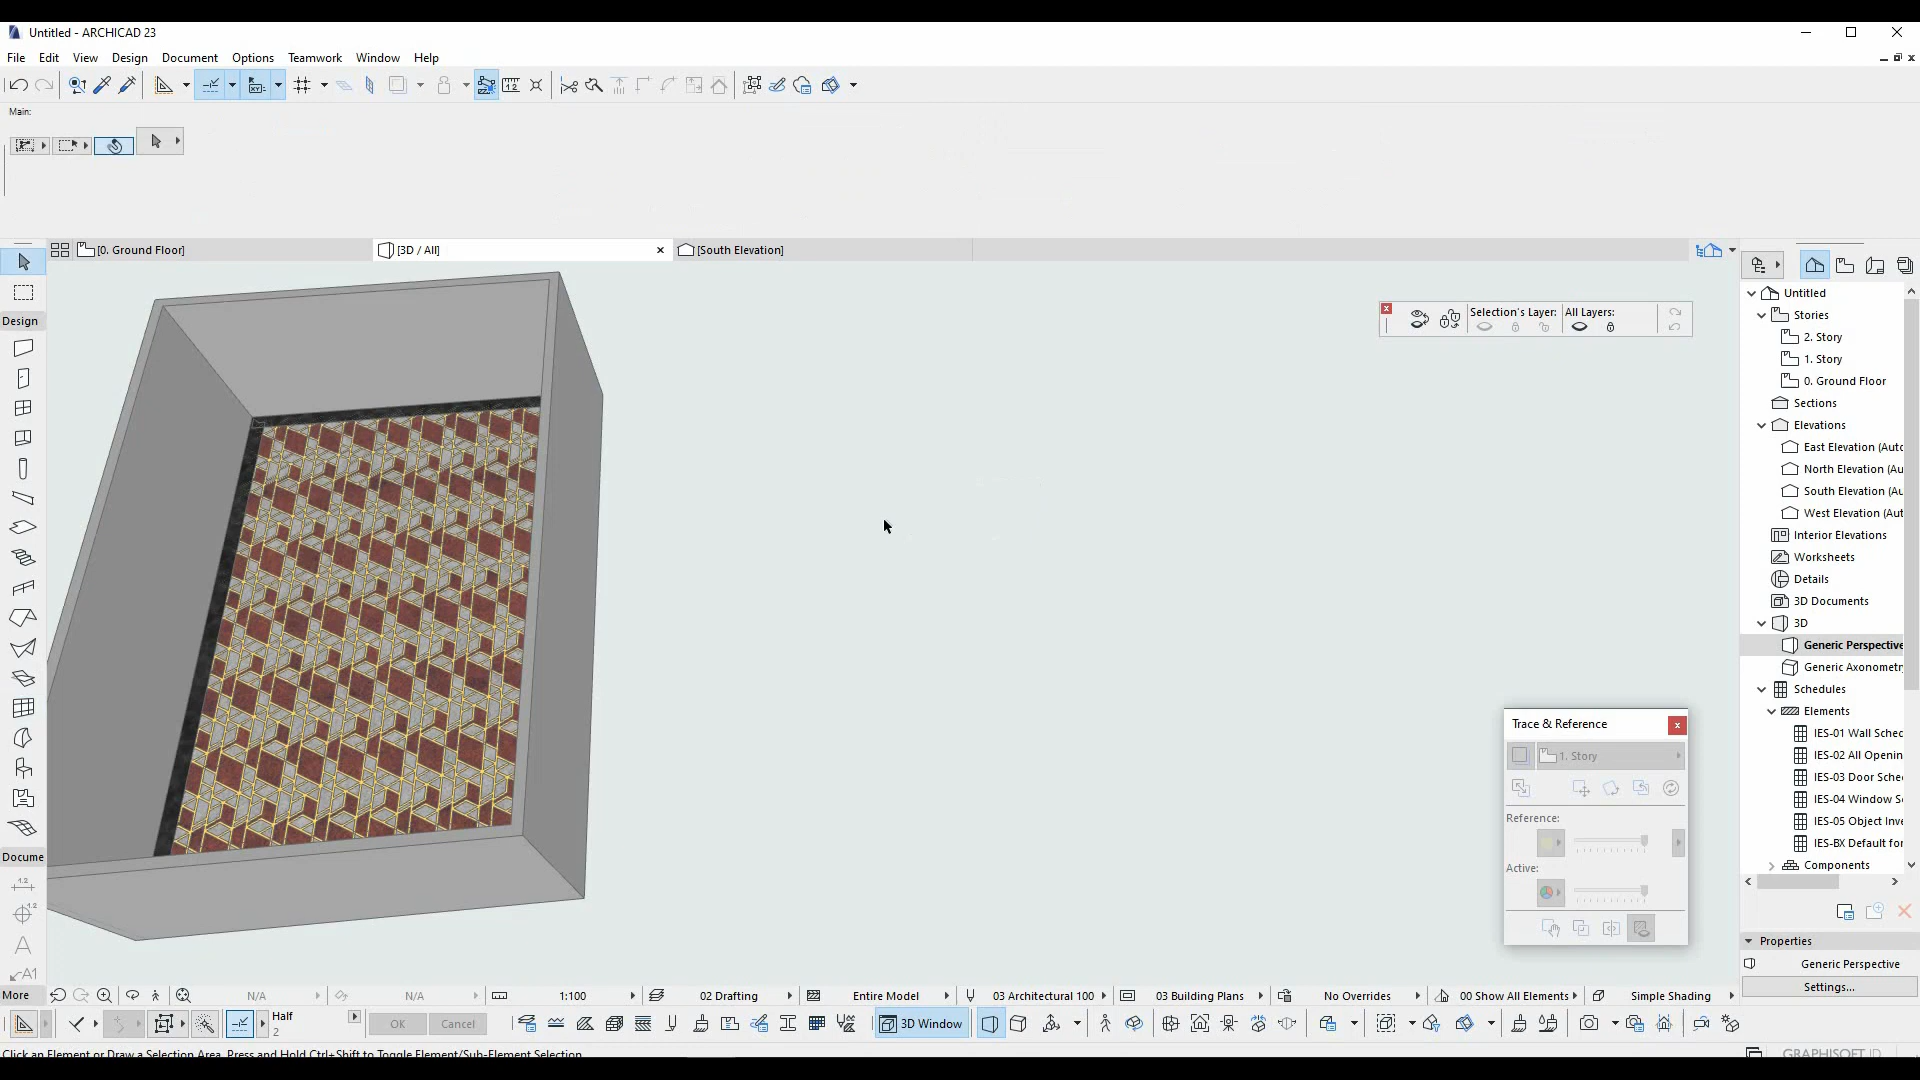 Untitled - ARCHICAD 23
File Edit View Design Document Options Teamwork Window Help
Main:
[0. Ground Floor]
[3D / All]
[South Elevation]
Selection's Layer: All Layers:
Design
Docume
More
Untitled
Stories
2. Story
1. Story
0. Ground Floor
Sections
Elevations
East Elevation (Auto
North Elevation (Au
South Elevation (Au
West Elevation (Aut
Interior Elevations
Worksheets
Details
3D Documents
3D
Generic Perspective
Generic Axonometr
Schedules
Elements
IES-01 Wall Sched
IES-02 All Openin
IES-03 Door Sche
IES-04 Window S
IES-05 Object Inve
IES-BX Default for
Components
Properties
Generic Perspective
Settings...
Trace & Reference
1. Story
Reference:
Active:
N/A
N/A
1:100
02 Drafting
Entire Model
03 Architectural 100
03 Building Plans
No Overrides
00 Show All Elements
Simple Shading
Half
2
OK Cancel
3D Window
Click an Element or Draw a Selection Area. Press and Hold Ctrl+Shift to Toggle Element/Sub-Element Selection.
GRAPHISOFT ID